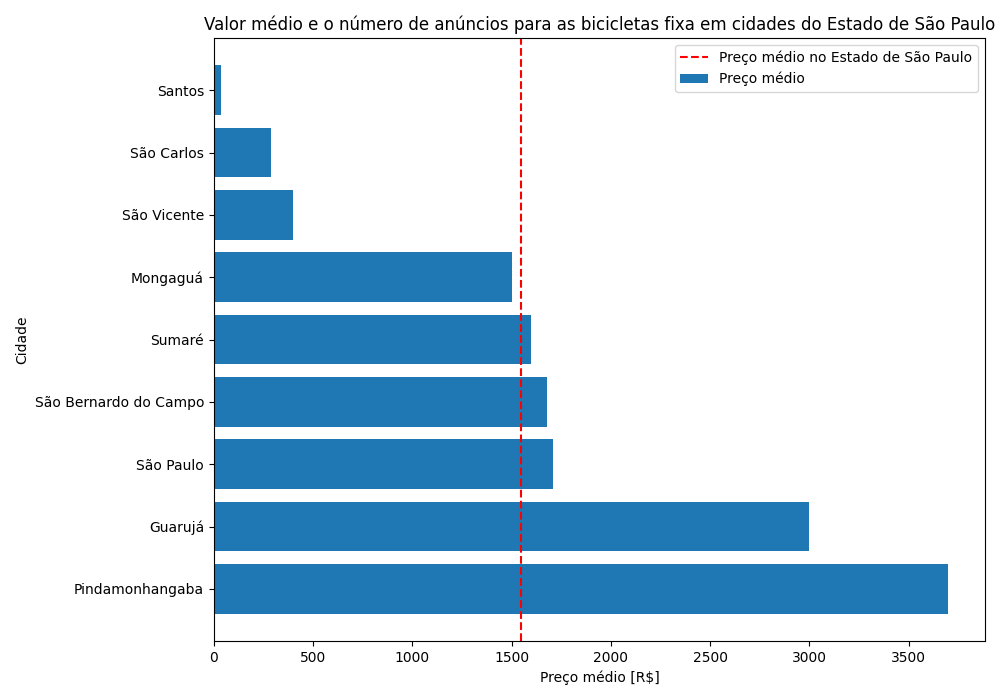 Valor médio e o número de anúncios para as bicicletas fixa em cidades do Estado de São Paulo
Preço médio no Estado de São Paulo
Preço médio
Santos
São Carlos
São Vicente
Mongaguá
Sumaré
São Bernardo do Campo
São Paulo
Guarujá
Pindamonhangaba
Cidade
0 500 1000 1500 2000 2500 3000 3500
Preço médio [R$]